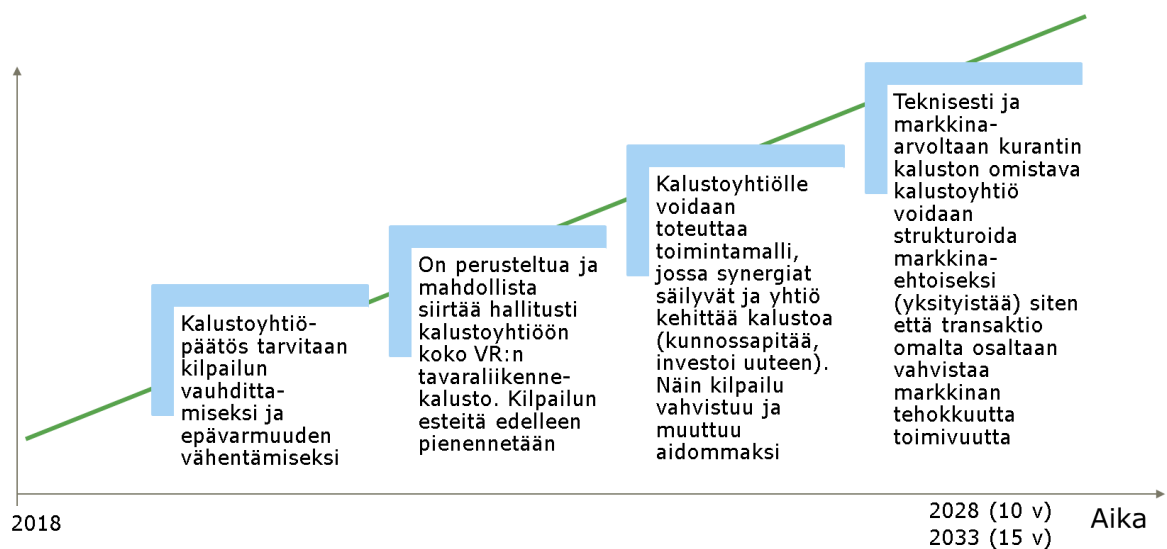 Kalustoyhtiö-
päätös tarvitaan
kilpailun
vauhditta-
miseksi ja
epävarmuuden
vähentämiseksi
On perusteltua ja
mahdollista
siirtää hallitusti
kalustoyhtiöön
koko VR:n
tavaraliikenne-
kalusto. Kilpailun
esteitä edelleen
pienennetään
Kalustoyhtiölle
voidaan
toteuttaa
toimintamalli,
jossa synergiat
säilyvät ja yhtiö
kehittää kalustoa
(kunnossapitää,
investoi uuteen).
Näin kilpailu
vahvistuu ja
muuttuu
aidommaksi
Teknisesti ja
markkina-
arvoltaan kurantin
kaluston omistava
kalustoyhtiö
voidaan
strukturoida
markkina-
ehtoiseksi
(yksityistää) siten
että transaktio
omalta osaltaan
vahvistaa
markkinan
tehokkuutta
toimivuutta
2018
2028 (10 v)
2033 (15 v)
Aika